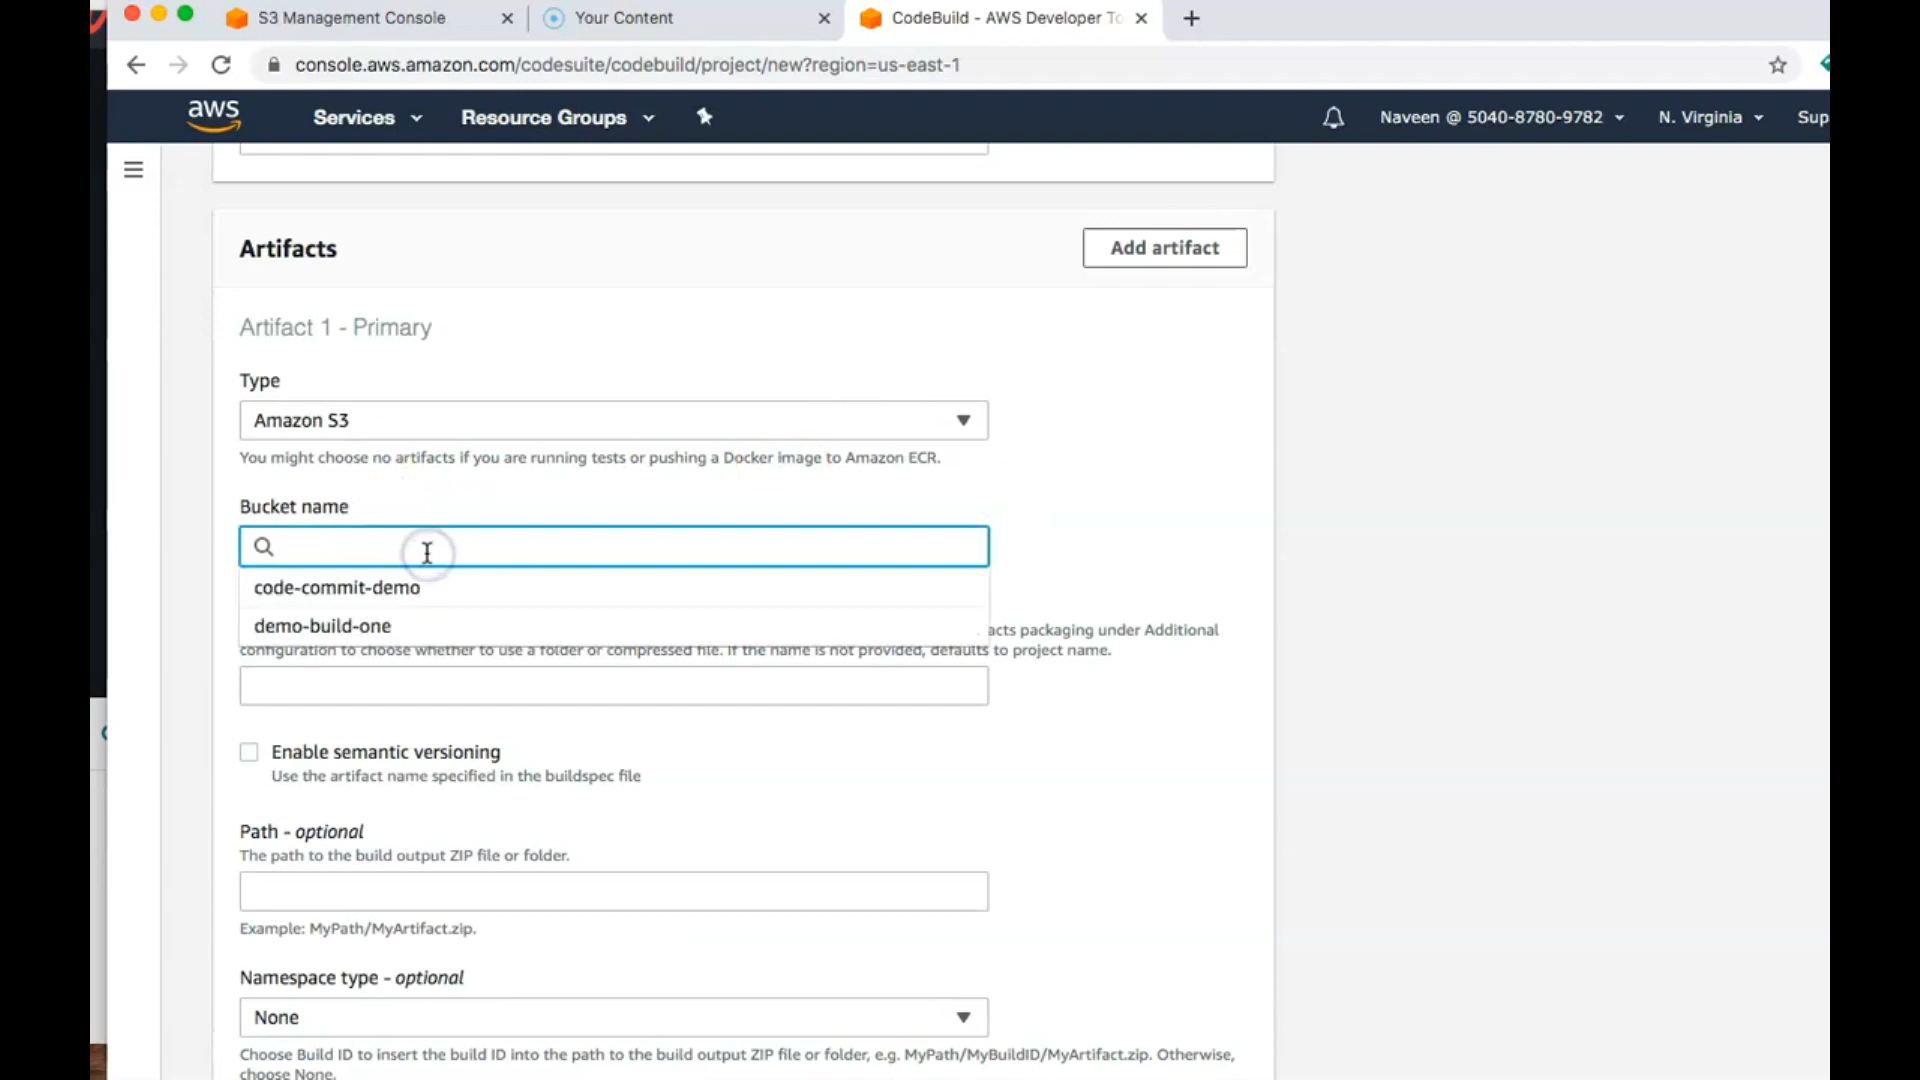 S3 Management Console
Your Content
CodeBuild - AWS Developer To
console.aws.amazon.com/codesuite/codebuild/project/new?region=us-east-1
aws
Services
Resource Groups
Naveen @ 5040-8780-9782
N. Virginia
Sup
Artifacts
Add artifact
Artifact 1 - Primary
Type
Amazon S3
You might choose no artifacts if you are running tests or pushing a Docker image to Amazon ECR.
Bucket name
code-commit-demo
demo-build-one
acts packaging under Additional
configuration to choose whether to use a folder or compressed file. If the name is not provided, defaults to project name.
Enable semantic versioning
Use the artifact name specified in the buildspec file
Path - optional
The path to the build output ZIP file or folder.
Example: MyPath/MyArtifact.zip.
Namespace type - optional
None
Choose Build ID to insert the build ID into the path to the build output ZIP file or folder, e.g. MyPath/MyBuildID/MyArtifact.zip. Otherwise,
choose None.